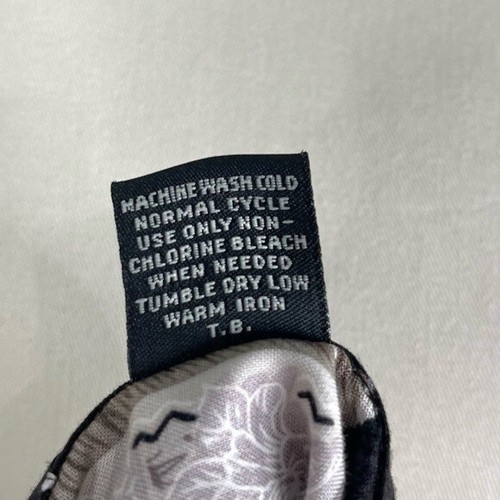 MACHINE WASH COLD
NORMAL CYCLE
USE ONLY NON-
CHLORINE BLEACH
WHEN NEEDED
TUMBLE DRY LOW
WARM IRON
T.B.